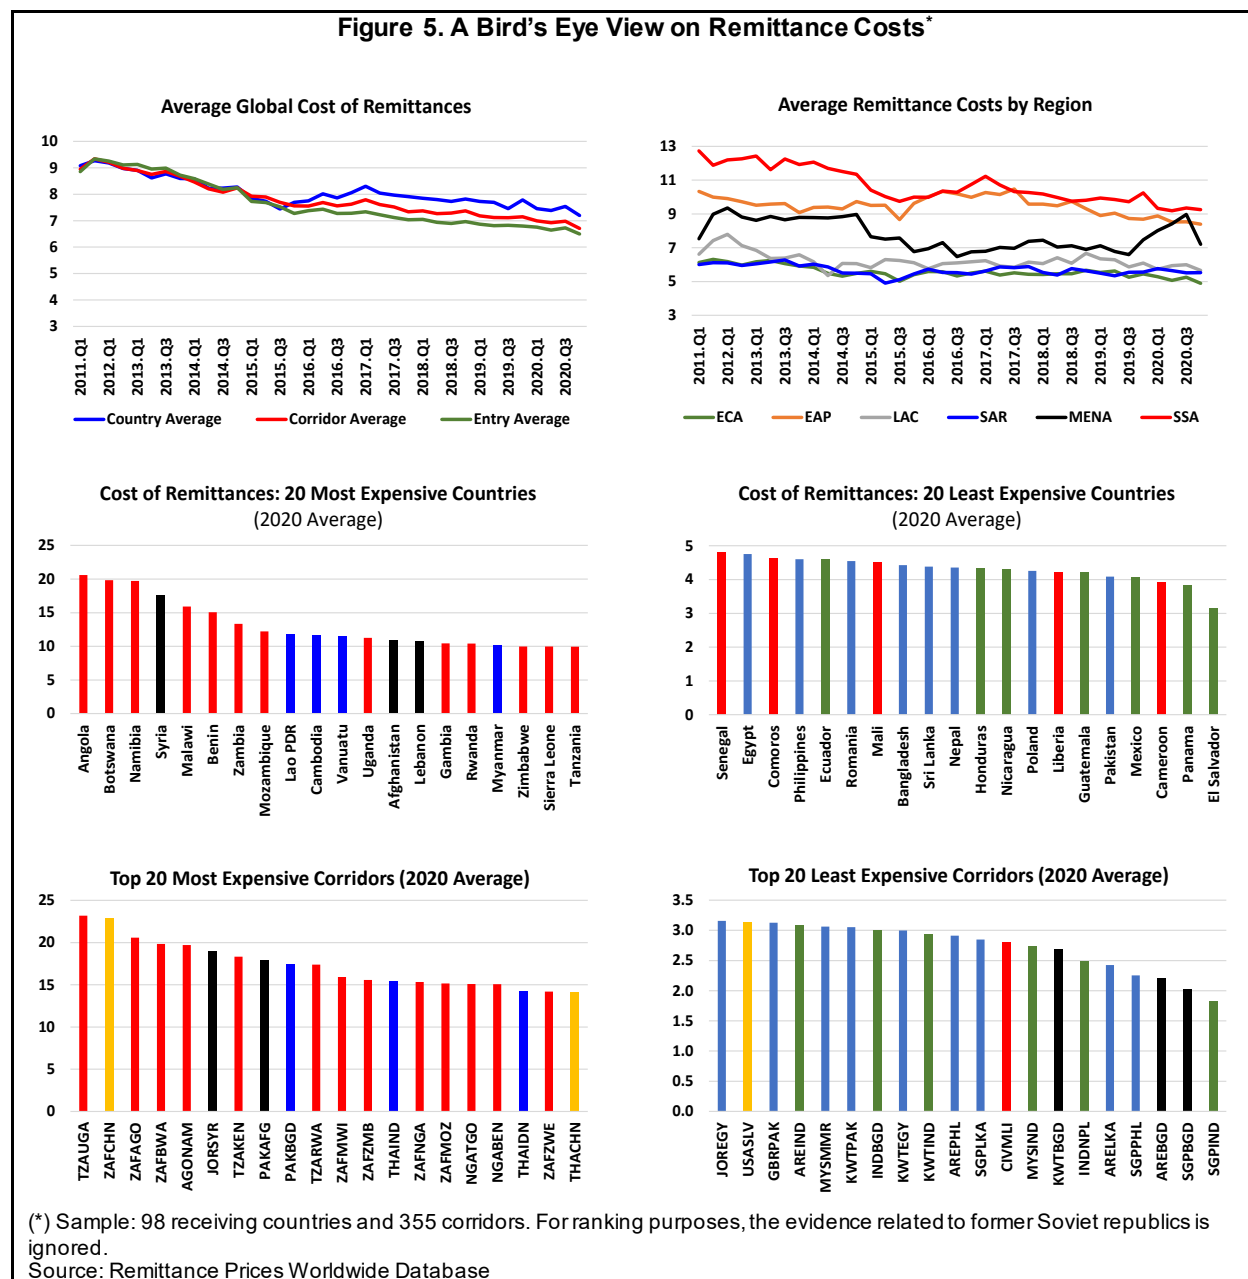 Figure 5. A Bird's Eye View on Remittance Costs*
Average Global Cost of Remittances
10
9
8
7
6
5
4
3
2011.Q1
2011.Q3
2012.Q1
2012.Q3
2013.Q1
2013.Q3
2014.Q1
2014.Q3
2015.Q1
2015.Q3
2016.Q1
2016.Q3
2017.Q1
2017.Q3
2018.Q1
2018.Q3
2019.Q1
2019.Q3
2020.Q1
2020.Q3
Country Average Corridor Average Entry Average
Average Remittance Costs by Region
13
11
9
7
5
3
2011.Q1
2011.Q3
2012.Q1
2012.Q3
2013.Q1
2013.Q3
2014.Q1
2014.Q3
2015.Q1
2015.Q3
2016.Q1
2016.Q3
2017.Q1
2017.Q3
2018.Q1
2018.Q3
2019.Q1
2019.Q3
2020.Q1
2020.Q3
ECA EAP LAC SAR MENA SSA
Cost of Remittances: 20 Most Expensive Countries
(2020 Average)
25
20
15
10
5
0
Angola
Botswana
Namibia
Syria
Malawi
Benin
Zambia
Mozambique
Lao PDR
Cambodia
Vanuatu
Uganda
Afghanistan
Lebanon
Gambia
Rwanda
Myanmar
Zimbabwe
Sierra Leone
Tanzania
Cost of Remittances: 20 Least Expensive Countries
(2020 Average)
5
4
3
2
1
0
Senegal
Egypt
Comoros
Philippines
Ecuador
Romania
Mali
Bangladesh
Sri Lanka
Nepal
Honduras
Nicaragua
Poland
Liberia
Guatemala
Pakistan
Mexico
Cameroon
Panama
El Salvador
Top 20 Most Expensive Corridors (2020 Average)
25
20
15
10
5
0
TZAUGA
ZAFCHN
ZAFAGO
ZAFBWA
AGONAM
JORSYR
TZAKEN
PAKAFG
PAKBGD
TZARWA
ZAFMWI
ZAFZMB
THAIND
ZAFNGA
ZAFMOZ
NGATGO
NGABEN
THAIDN
ZAFZWE
THACHN
Top 20 Least Expensive Corridors (2020 Average)
3.5
3.0
2.5
2.0
1.5
1.0
0.5
0.0
JOREGY
USASLV
GBRPAK
AREIND
MYSMMR
KWTPAK
INDBGD
KWTEGY
KWTIND
AREPHL
SGPLKA
CIVMLI
MYSIND
KWTBGD
INDNPL
ARELKA
SGPPHL
AREBGD
SGPBGD
SGPIND
(*) Sample: 98 receiving countries and 355 corridors. For ranking purposes, the evidence related to former Soviet republics is
ignored.
Source: Remittance Prices Worldwide Database